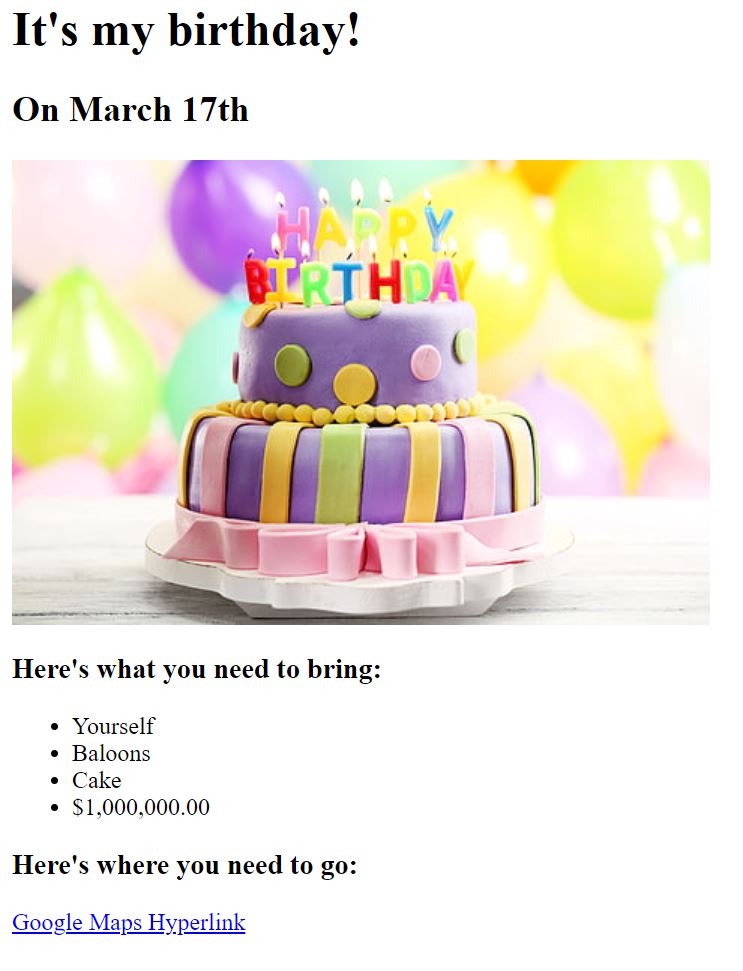 It's my birthday!
On March 17th
HAPPY
BIRTHDAY
Here's what you need to bring:
Yourself
Baloons
Cake
$1,000,000.00
Here's where you need to go:
Google Maps Hyperlink